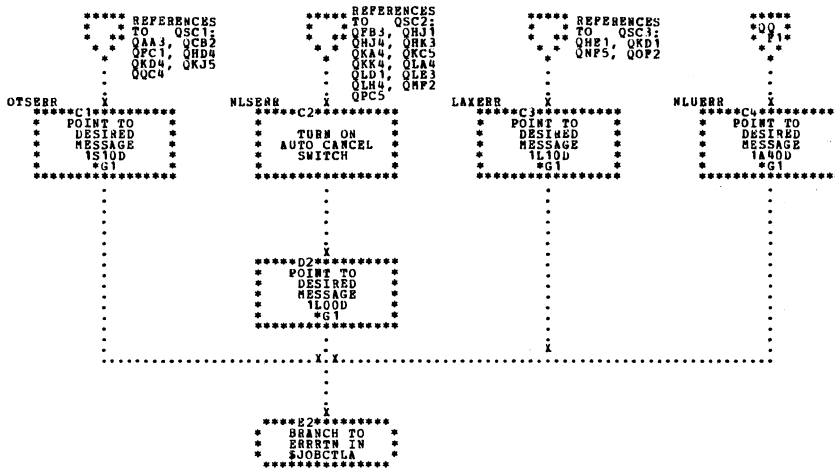 REFERENCES
TO QSC1:
QAA3, QCB2
QFC1, QHD4
QKD4, QKJ5
QQC4
REFERENCES
TO QSC2:
QFB3, QHJ1
QHJ4, QHK3
QKA4, QKC5
QKK4, QLA4
QLD1, QLE3
QLH4, QMF2
QPC5
REFERENCES
TO QSC3:
QHE1, QKD1
QNF5, QOF2
QQ
F1
OTSERR
C1
POINT TO
DESIRED
MESSAGE
1S10D
*G1
NLSERR
C2
TURN ON
AUTO CANCEL
SWITCH
LAXERR
C3
POINT TO
DESIRED
MESSAGE
1L10D
*G1
NLUERR
C4
POINT TO
DESIRED
MESSAGE
1A40D
*G1
D2
POINT TO
DESIRED
MESSAGE
1L00D
*G1
E2
BRANCH TO
ERRRTN IN
$JOBCTLA